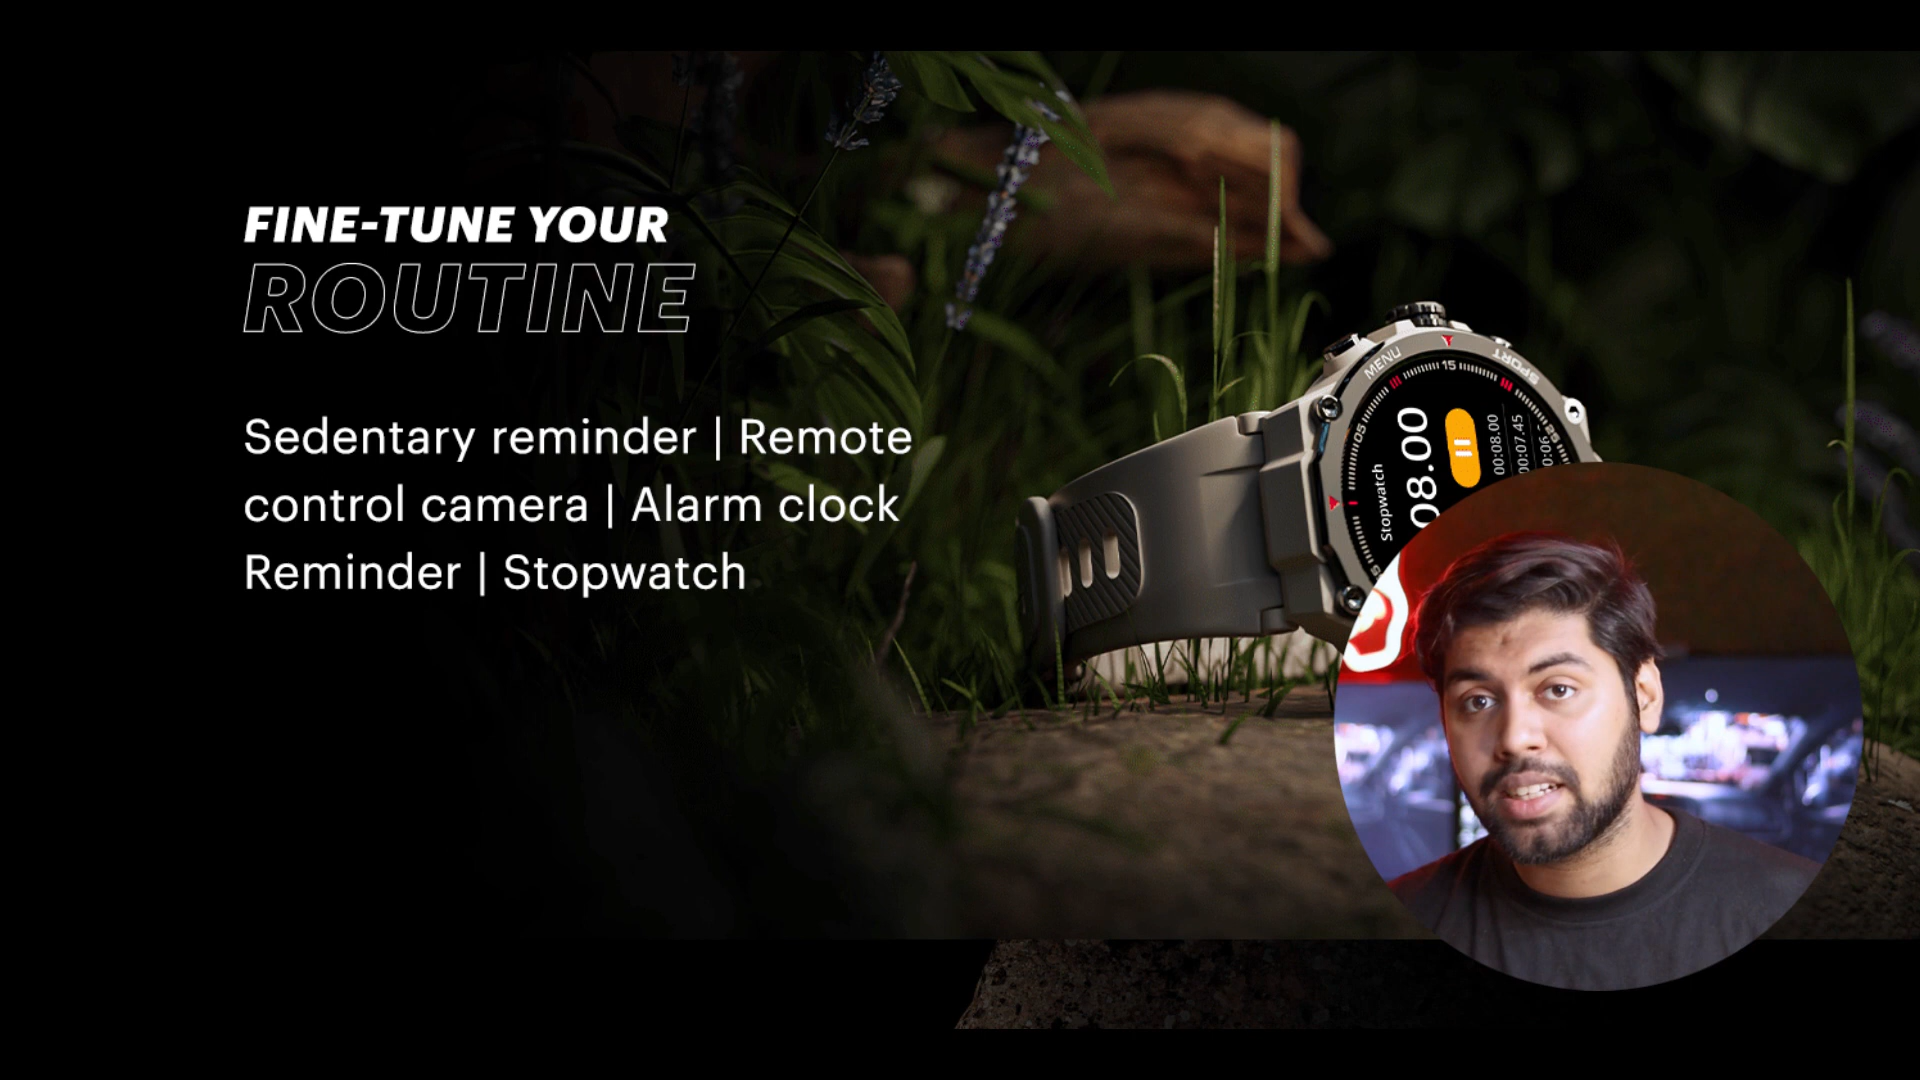 FINE-TUNE YOUR
ROUTINE
Sedentary reminder | Remote
control camera | Alarm clock
Reminder | Stopwatch
MENU
SPORT
15
05
Stopwatch
08.00
00:08.00
00:07.45